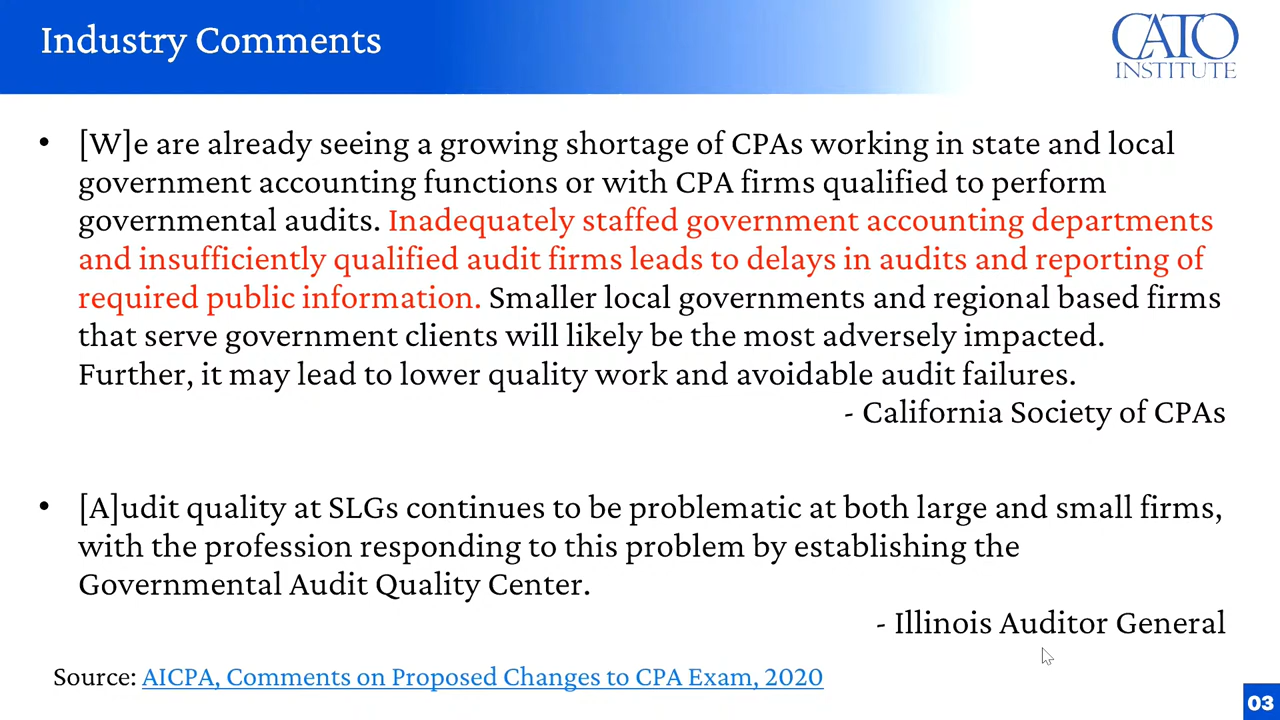 Industry Comments
CATO
INSTITUTE
• [W]e are already seeing a growing shortage of CPAs working in state and local
government accounting functions or with CPA firms qualified to perform
governmental audits. Inadequately staffed government accounting departments
and insufficiently qualified audit firms leads to delays in audits and reporting of
required public information. Smaller local governments and regional based firms
that serve government clients will likely be the most adversely impacted.
Further, it may lead to lower quality work and avoidable audit failures.
- California Society of CPAs
• [A]udit quality at SLGs continues to be problematic at both large and small firms,
with the profession responding to this problem by establishing the
Governmental Audit Quality Center.
- Illinois Auditor General
Source: AICPA, Comments on Proposed Changes to CPA Exam, 2020
03